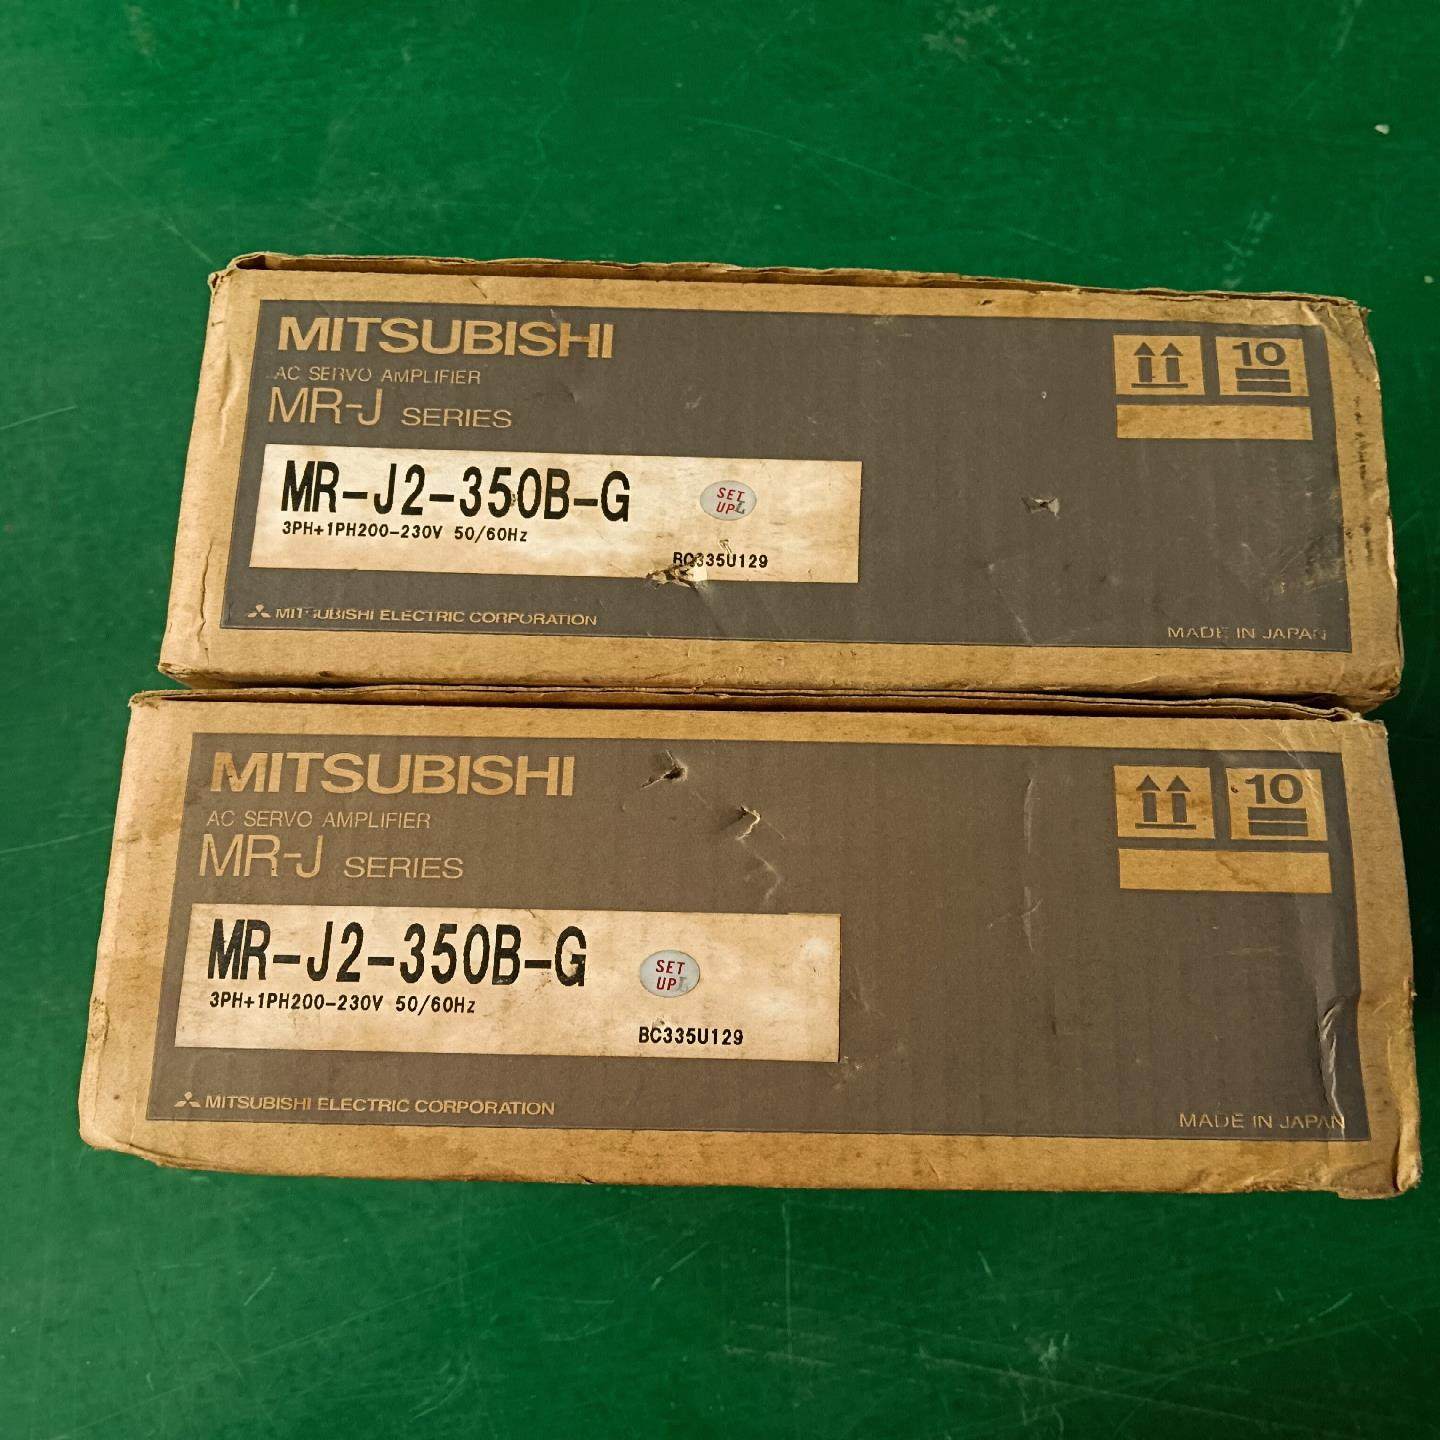 MITSUBISHI
AC SERVO AMPLIFIER
MR-J SERIES
10
MR-J2-350B-G
SET
UP
3PH+1PH200-230V 50/60Hz
BC335U129
MITSUBISHI ELECTRIC CORPORATION
MADE IN JAPAN
MITSUBISHI
AC SERVO AMPLIFIER
MR-J SERIES
10
MR-J2-350B-G
SET
UP
3PH+1PH200-230V 50/60Hz
BC335U129
MITSUBISHI ELECTRIC CORPORATION
MADE IN JAPAN